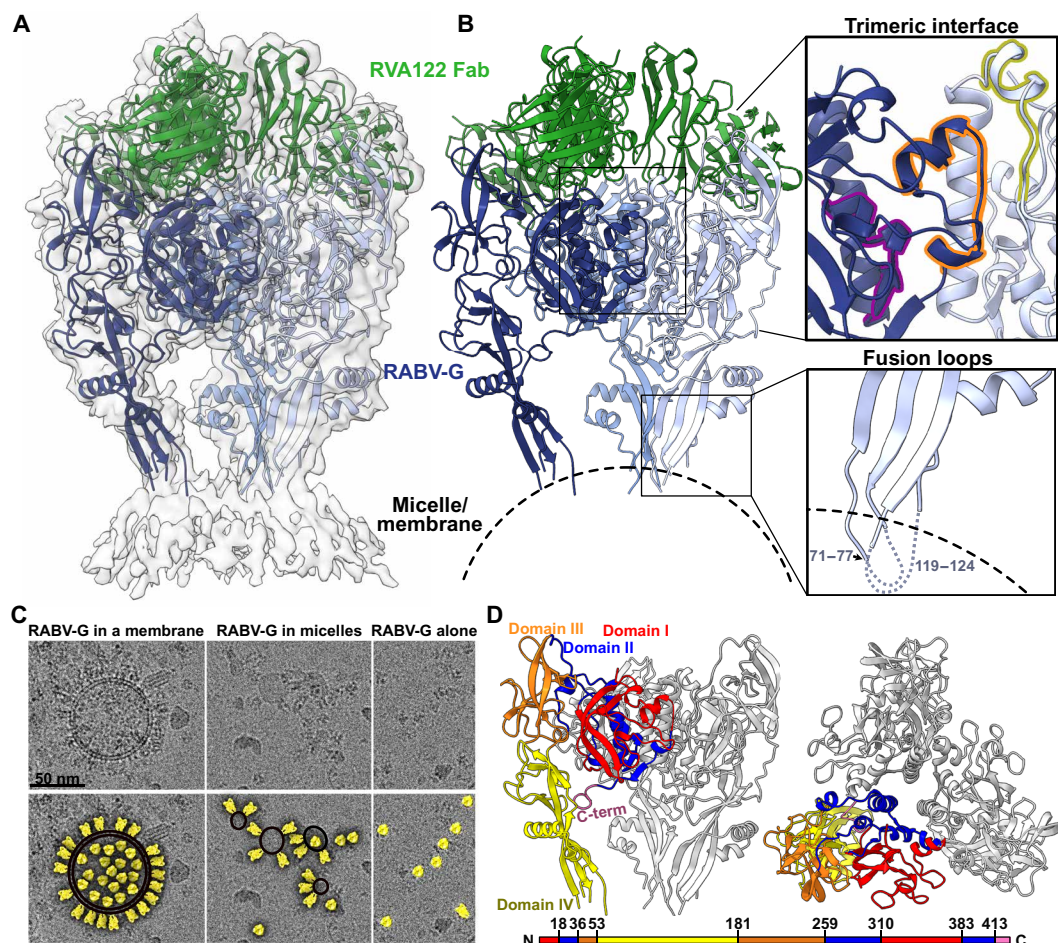 A
RVA122 Fab
RABV-G
Micelle/
membrane
B
Trimeric interface
Fusion loops
71–77
119–124
C
RABV-G in a membrane
RABV-G in micelles
RABV-G alone
50 nm
D
Domain III
Domain I
Domain II
C-term
Domain IV
18 36 53 181 259 310 383 413
N C